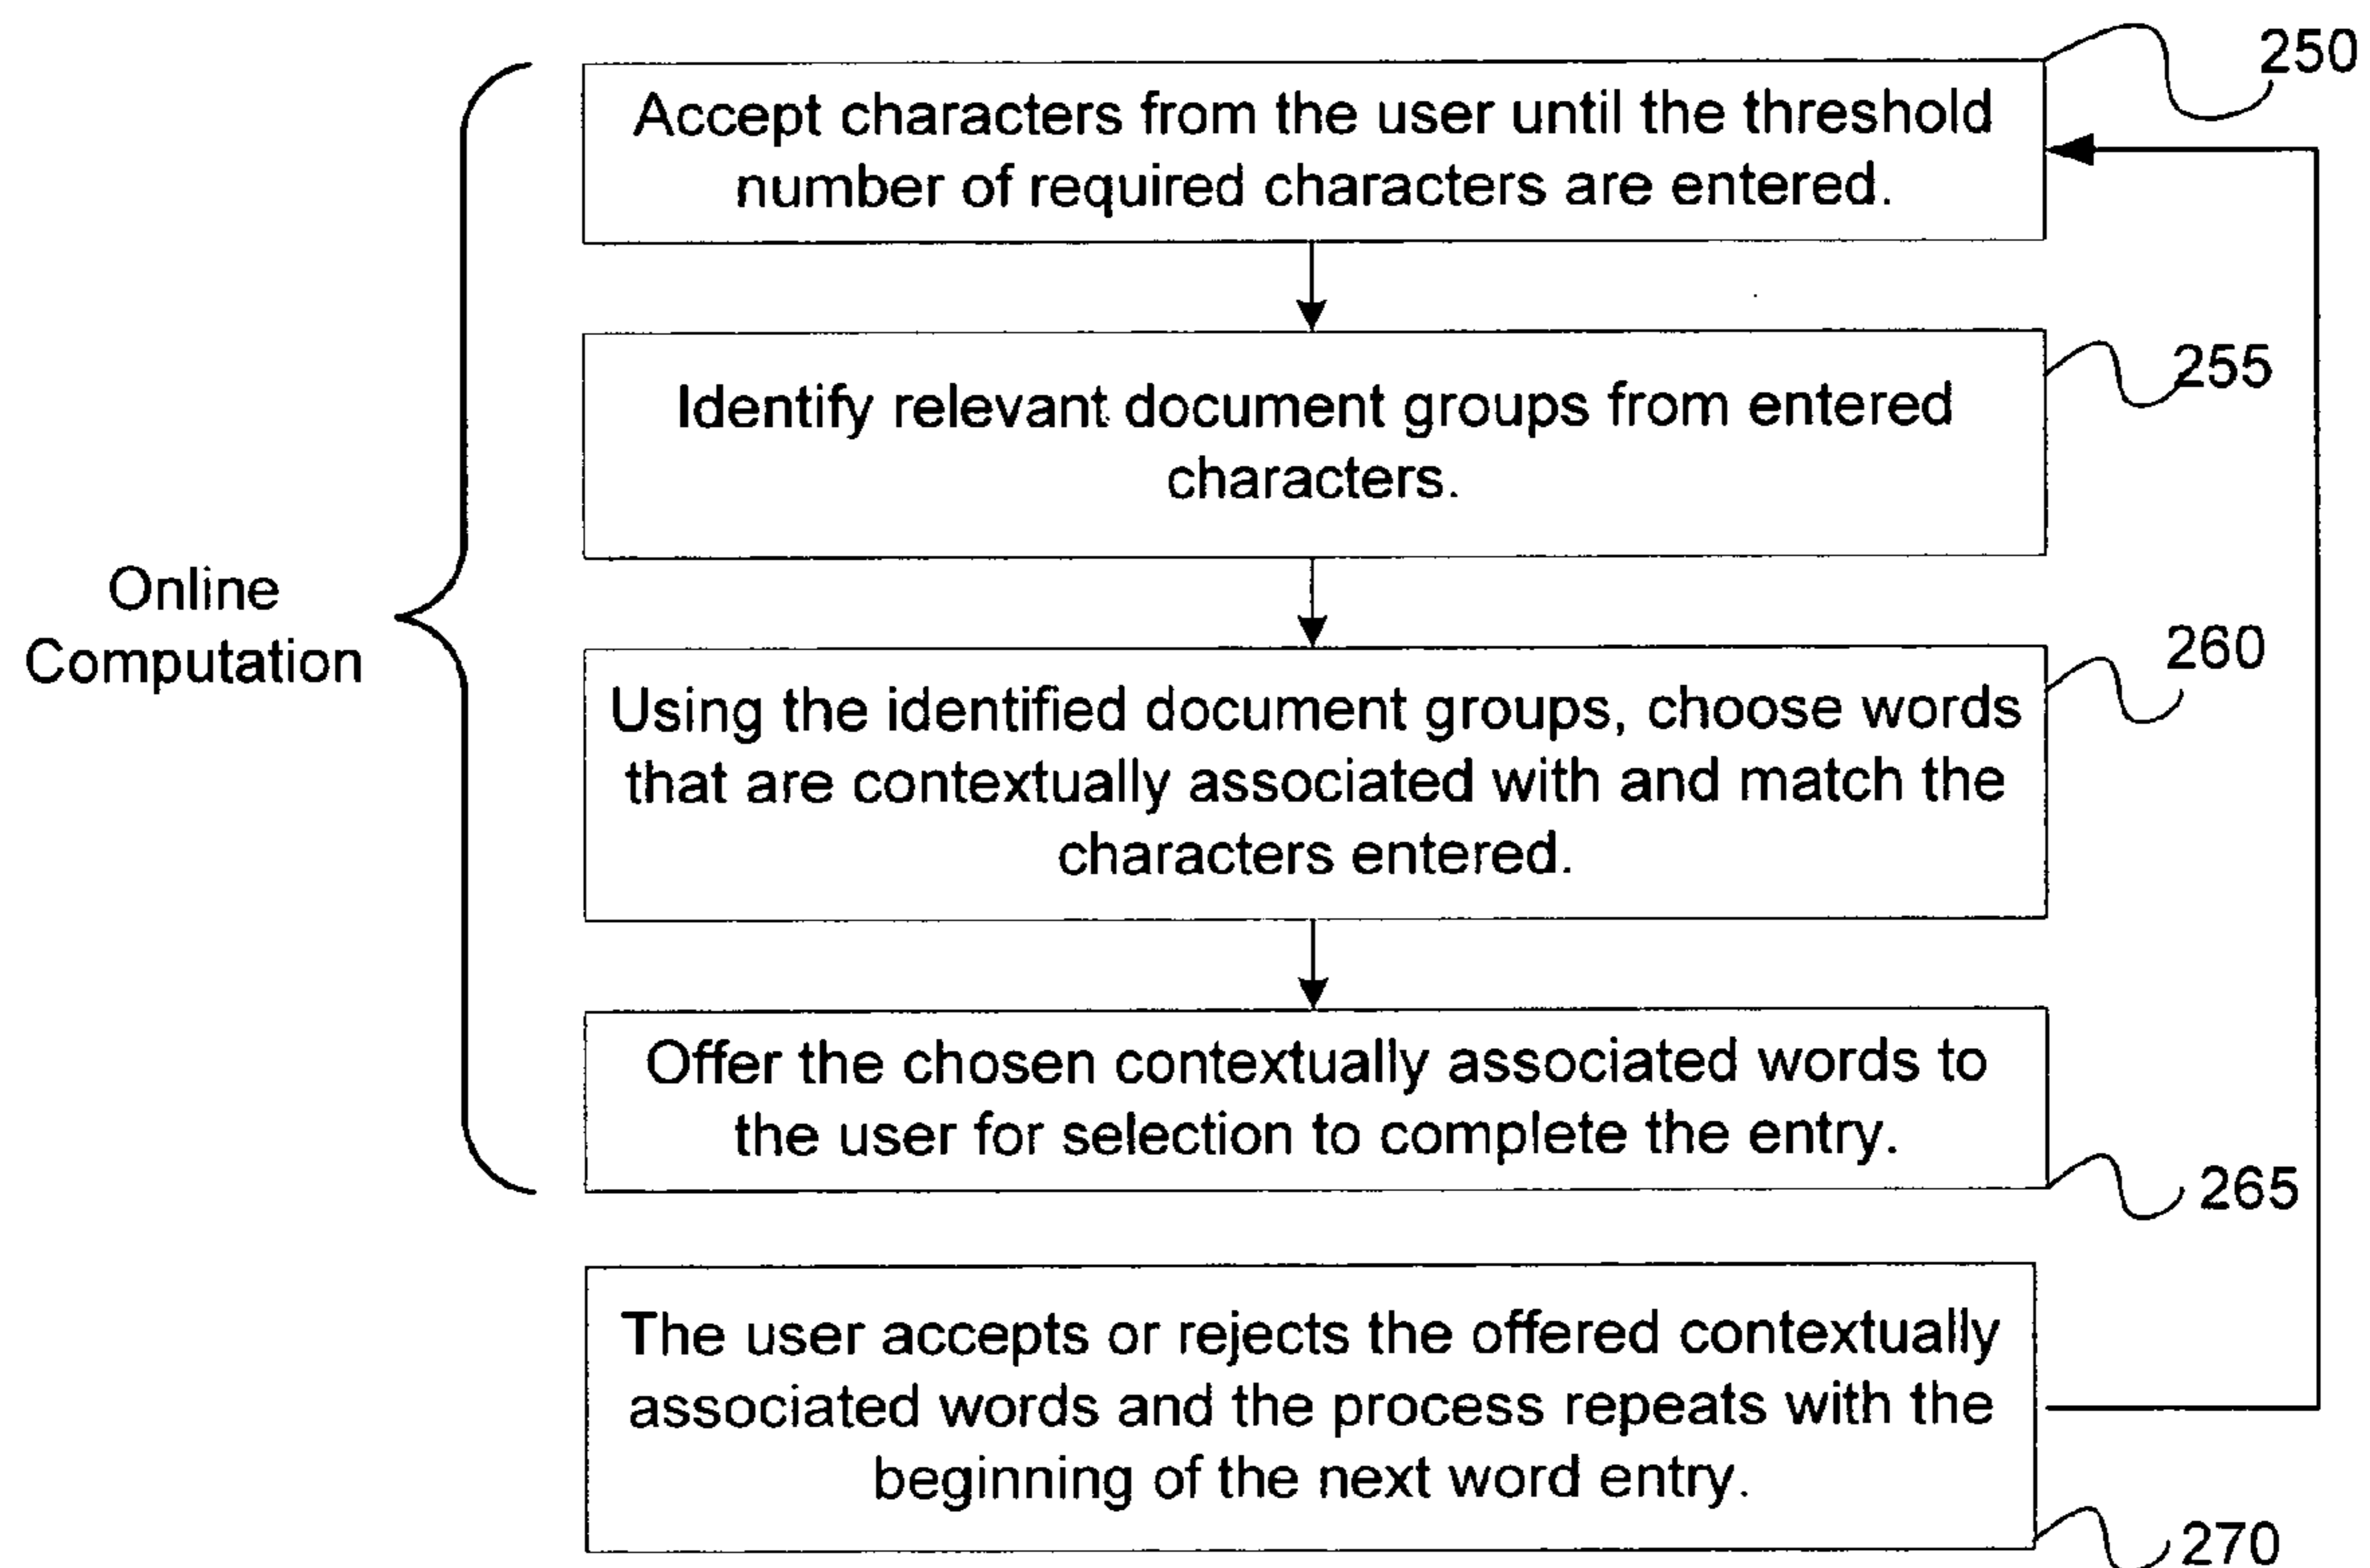 250
Accept characters from the user until the threshold
number of required characters are entered.
255
Identify relevant document groups from entered
characters.
Online
Computation
260
Using the identified document groups, choose words
that are contextually associated with and match the
characters entered.
Offer the chosen contextually associated words to
the user for selection to complete the entry.
265
The user accepts or rejects the offered contextually
associated words and the process repeats with the
beginning of the next word entry.
270